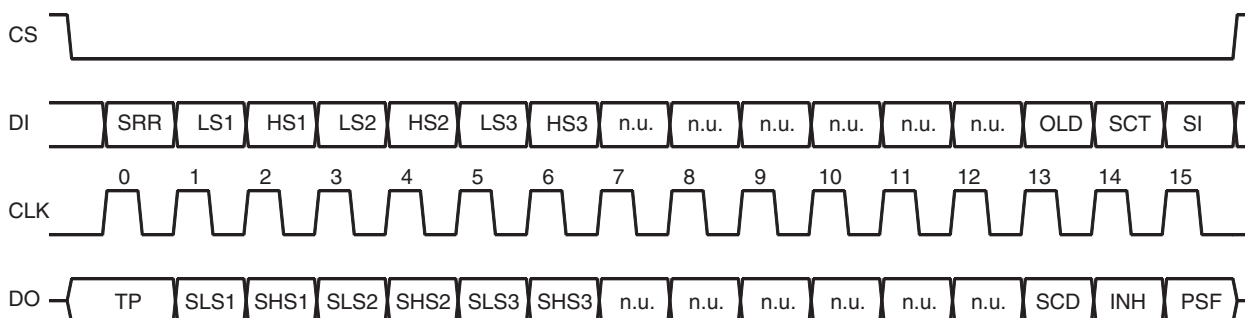 CS
DI SRR LS1 HS1 LS2 HS2 LS3 HS3 n.u. n.u. n.u. n.u. n.u. n.u. OLD SCT SI
0 1 2 3 4 5 6 7 8 9 10 11 12 13 14 15
CLK
DO TP SLS1 SHS1 SLS2 SHS2 SLS3 SHS3 n.u. n.u. n.u. n.u. n.u. n.u. SCD INH PSF